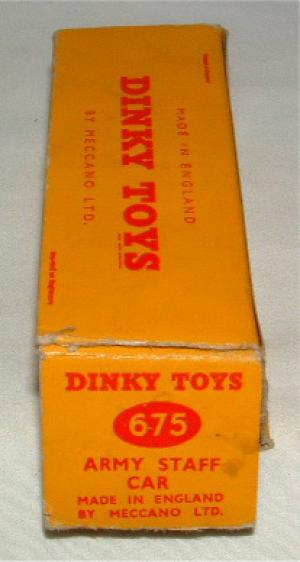 MADE IN ENGLAND
DINKY TOYS
BY MECCANO LTD.
DINKY TOYS
675
ARMY STAFF
CAR
MADE IN ENGLAND
BY MECCANO LTD.